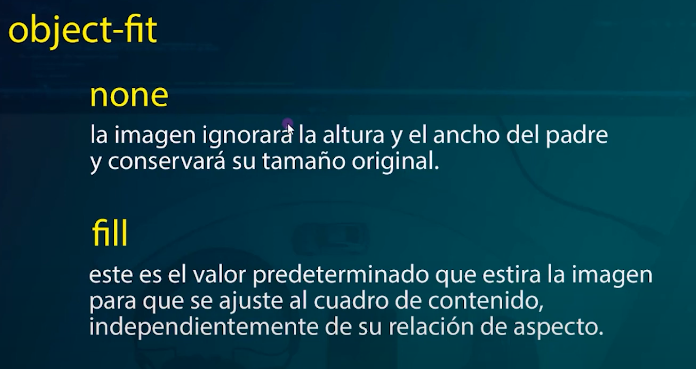 object-fit
none
la imagen ignorará la altura y el ancho del padre
y conservará su tamaño original.
fill
este es el valor predeterminado que estira la imagen
para que se ajuste al cuadro de contenido,
independientemente de su relación de aspecto.